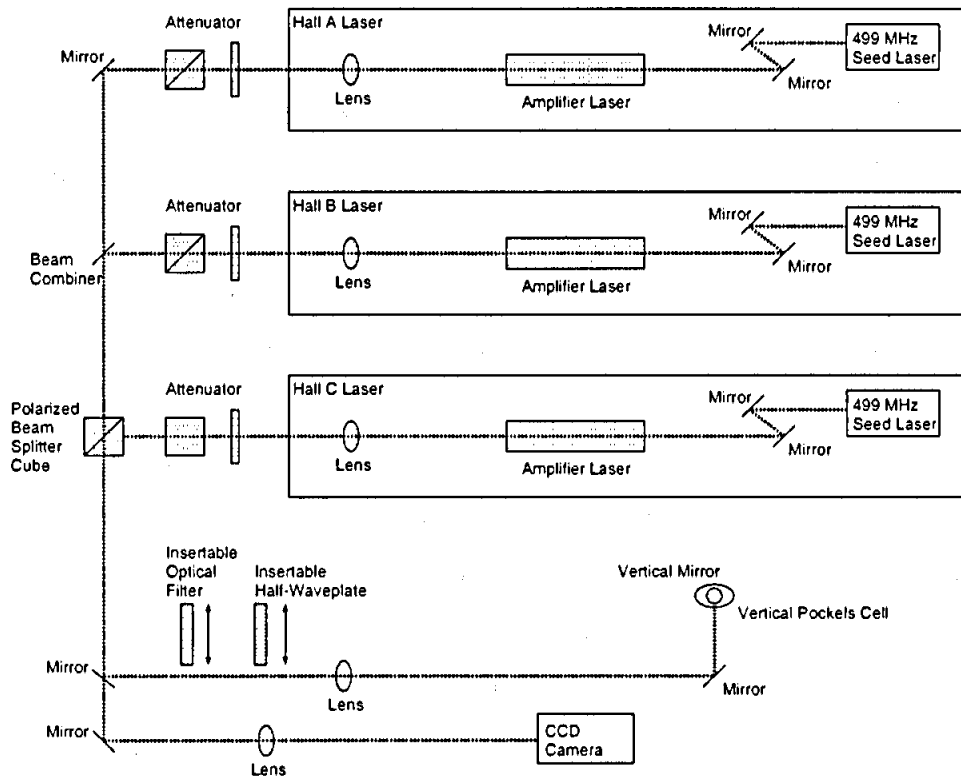 Attenuator
Hall A Laser
Mirror
499 MHz
Seed Laser
Mirror
Mirror
Lens
Amplifier Laser
Attenuator
Hall B Laser
Mirror
499 MHz
Seed Laser
Mirror
Beam
Combiner
Lens
Amplifier Laser
Attenuator
Hall C Laser
Mirror
499 MHz
Seed Laser
Mirror
Polarized
Beam
Splitter
Cube
Lens
Amplifier Laser
Insertable
Optical
Filter
Insertable
Half-Waveplate
Vertical Mirror
Vertical Pockels Cell
Mirror
Mirror
Lens
Mirror
CCD
Camera
Lens